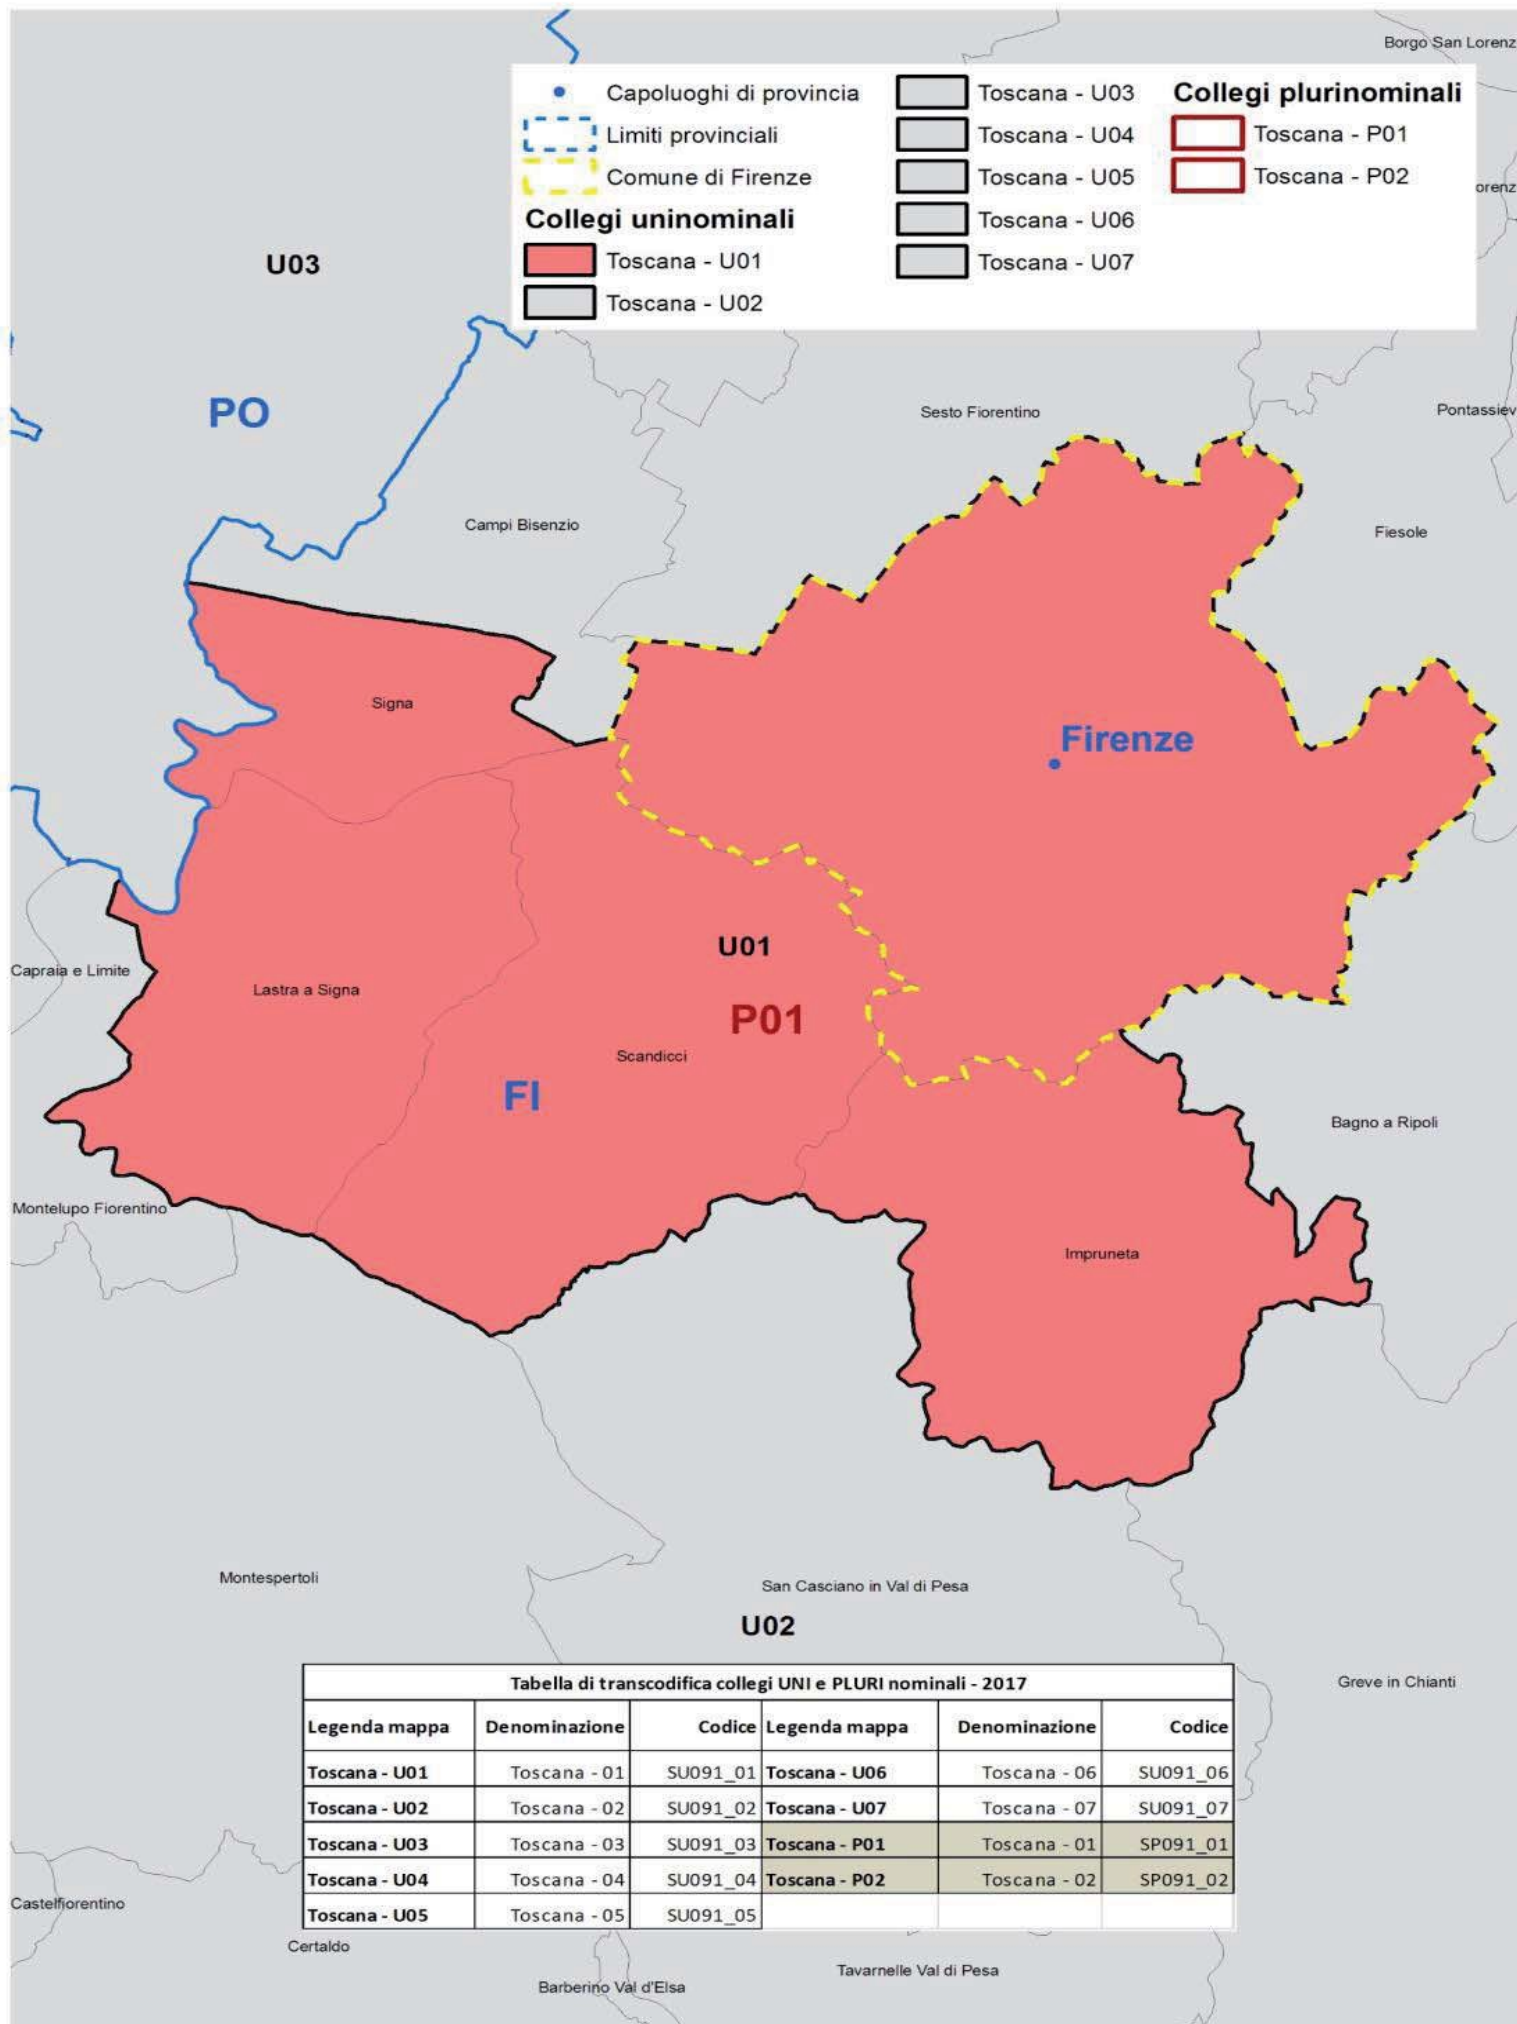 Borgo San Lorenz
Capoluoghi di provincia
Limiti provinciali
Comune di Firenze
Collegi uninominali
Toscana - U01
Toscana - U02
Toscana - U03
Toscana - U04
Toscana - U05
Toscana - U06
Toscana - U07
Collegi plurinominali
Toscana - P01
Toscana - P02
orenz
U03
PO
Sesto Fiorentino
Pontassiev
Campi Bisenzio
Fiesole
Signa
Firenze
U01
Capraia e Limite
Lastra a Signa
P01
Scandicci
FI
Bagno a Ripoli
Montelupo Fiorentino
Impruneta
Montespertoli
San Casciano in Val di Pesa
U02
Greve in Chianti
Tabella di transcodifica collegi UNI e PLURI nominali - 2017
Legenda mappa Denominazione Codice Legenda mappa Denominazione Codice
Toscana - U01 Toscana - 01 SU091_01 Toscana - U06 Toscana - 06 SU091_06
Toscana - U02 Toscana - 02 SU091_02 Toscana - U07 Toscana - 07 SU091_07
Toscana - U03 Toscana - 03 SU091_03 Toscana - P01 Toscana - 01 SP091_01
Toscana - U04 Toscana - 04 SU091_04 Toscana - P02 Toscana - 02 SP091_02
Toscana - U05 Toscana - 05 SU091_05
Castelfiorentino
Certaldo
Tavarnelle Val di Pesa
Barberino Val d'Elsa